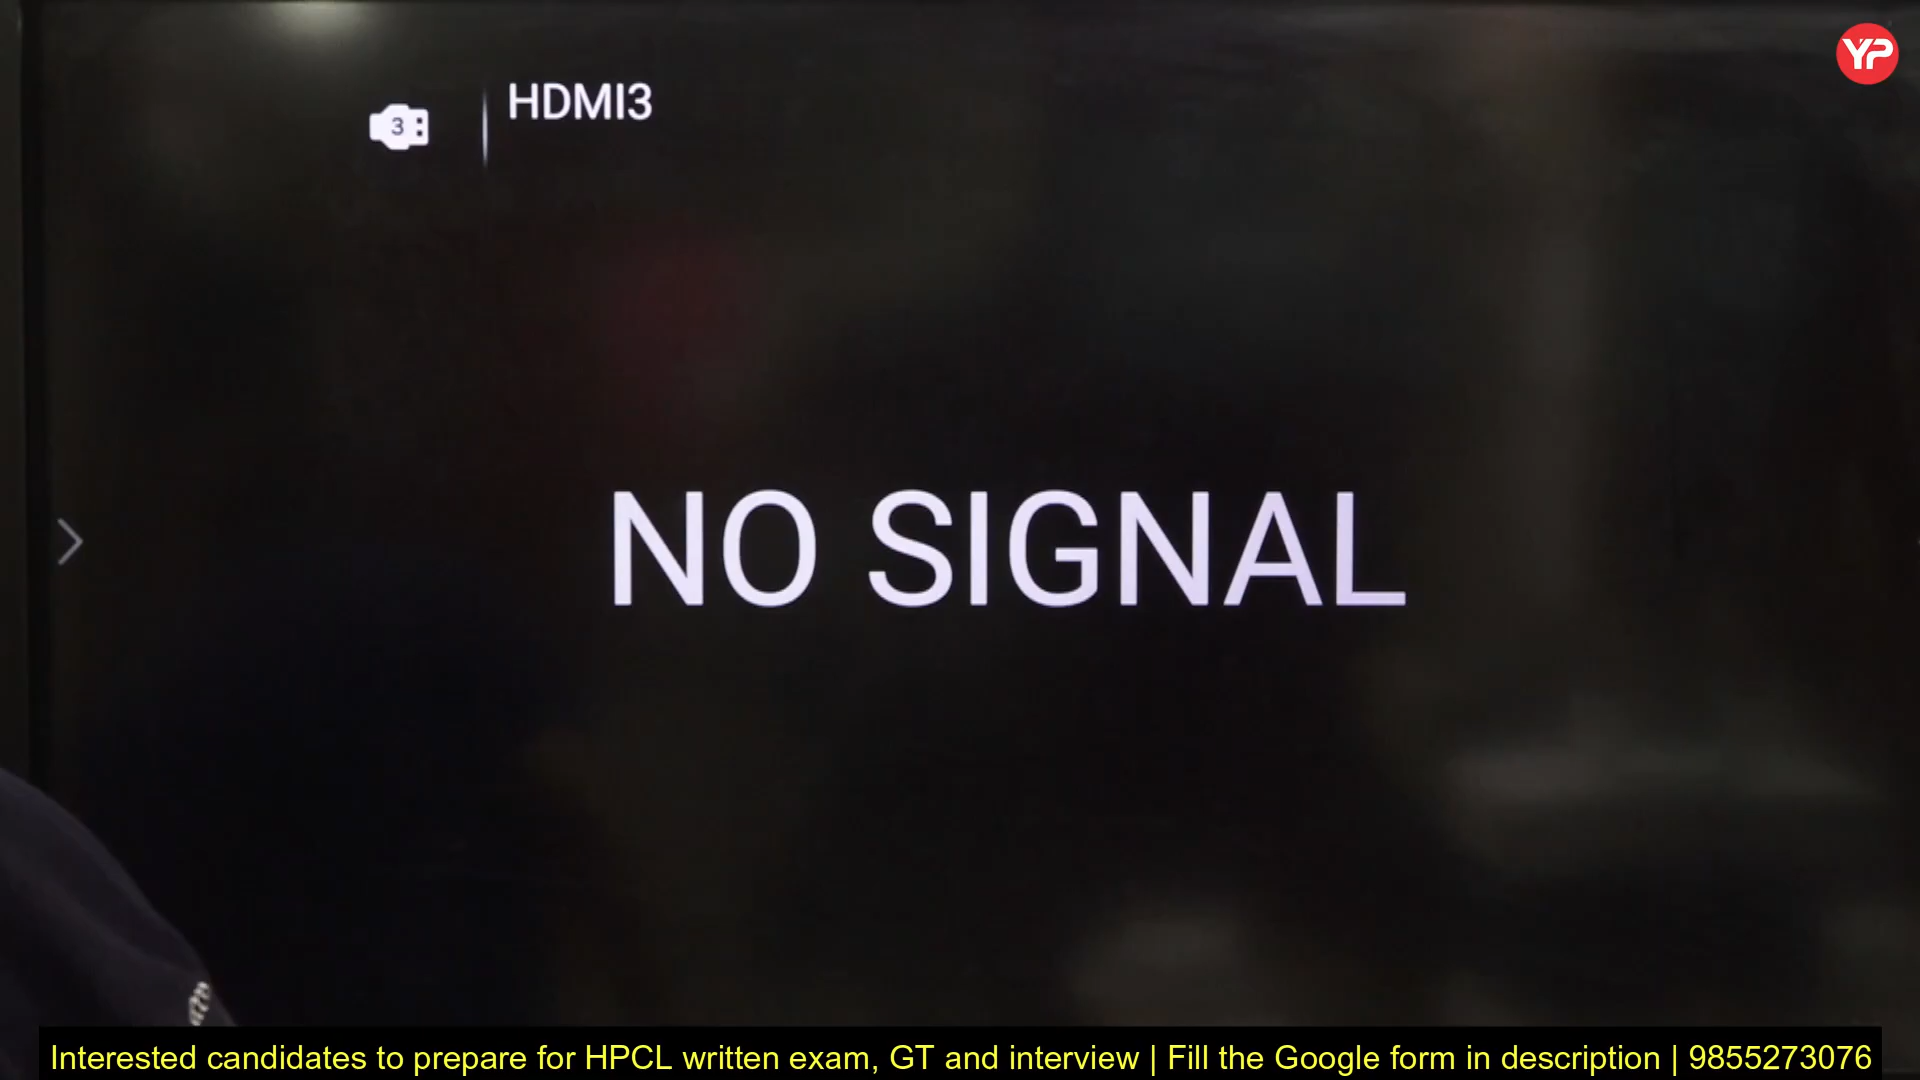 YP
3
HDMI3
NO SIGNAL
Interested candidates to prepare for HPCL written exam, GT and interview | Fill the Google form in description | 9855273076